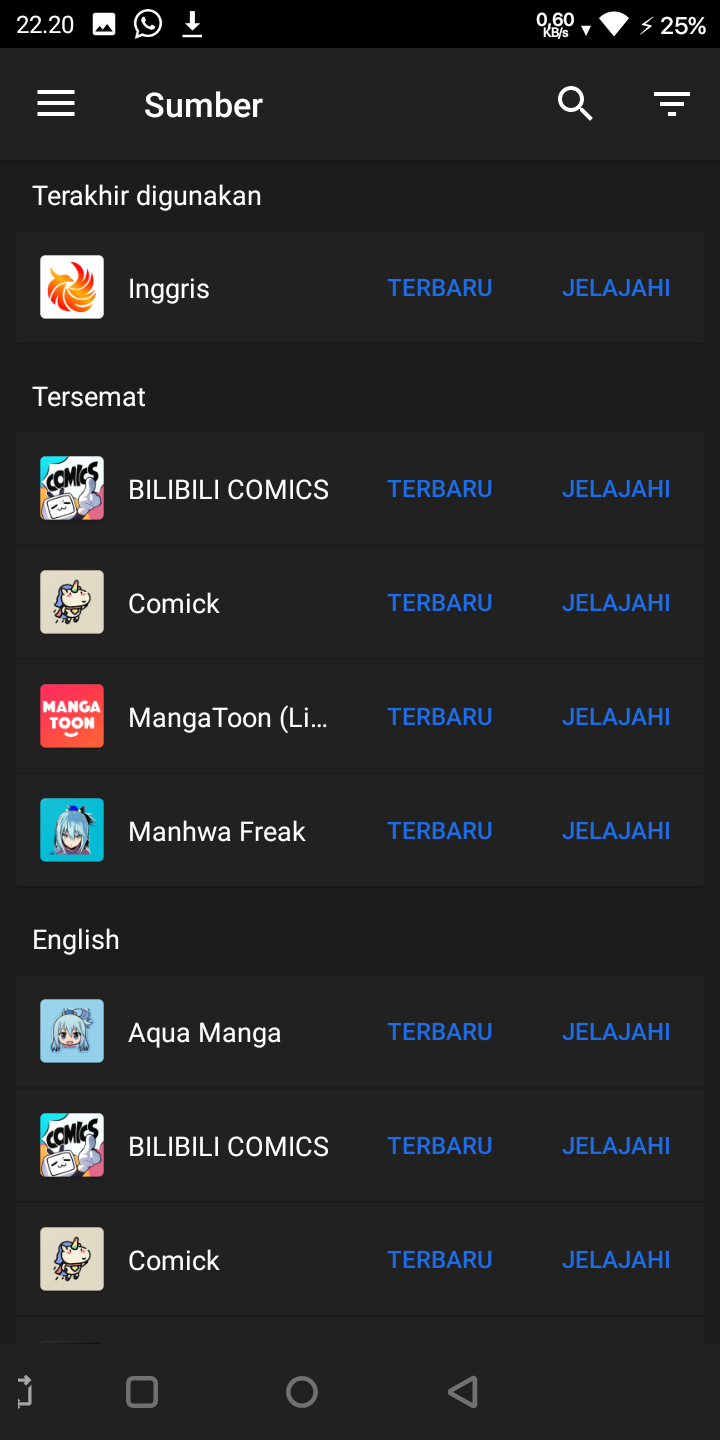 22.20
0,60
KB/s
25%
Sumber
Terakhir digunakan
Inggris TERBARU JELAJAHI
Tersemat
COMICS
BILIBILI COMICS TERBARU JELAJAHI
Comick TERBARU JELAJAHI
MANGA
TOON
MangaToon (Li... TERBARU JELAJAHI
Manhwa Freak TERBARU JELAJAHI
English
Aqua Manga TERBARU JELAJAHI
COMICS
BILIBILI COMICS TERBARU JELAJAHI
Comick TERBARU JELAJAHI